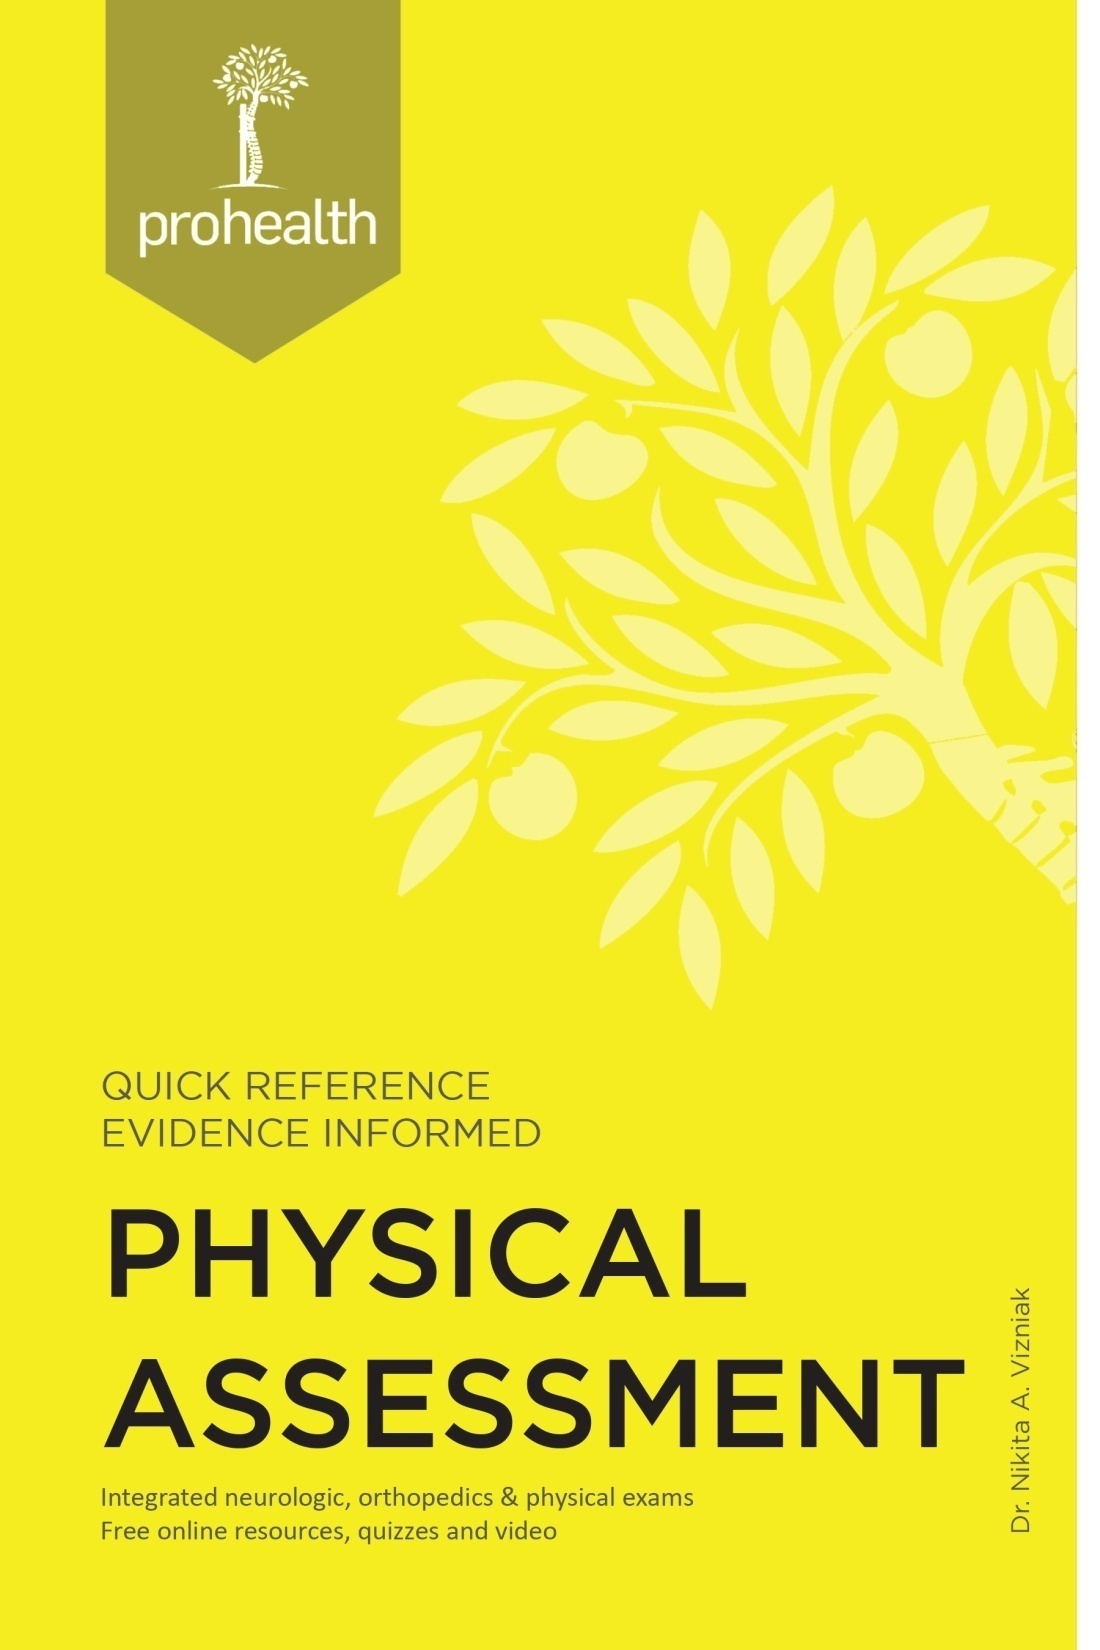 prohealth
QUICK REFERENCE
EVIDENCE INFORMED
PHYSICAL
ASSESSMENT
Integrated neurologic, orthopedics & physical exams
Free online resources, quizzes and video
Dr. Nikita A. Vizniak